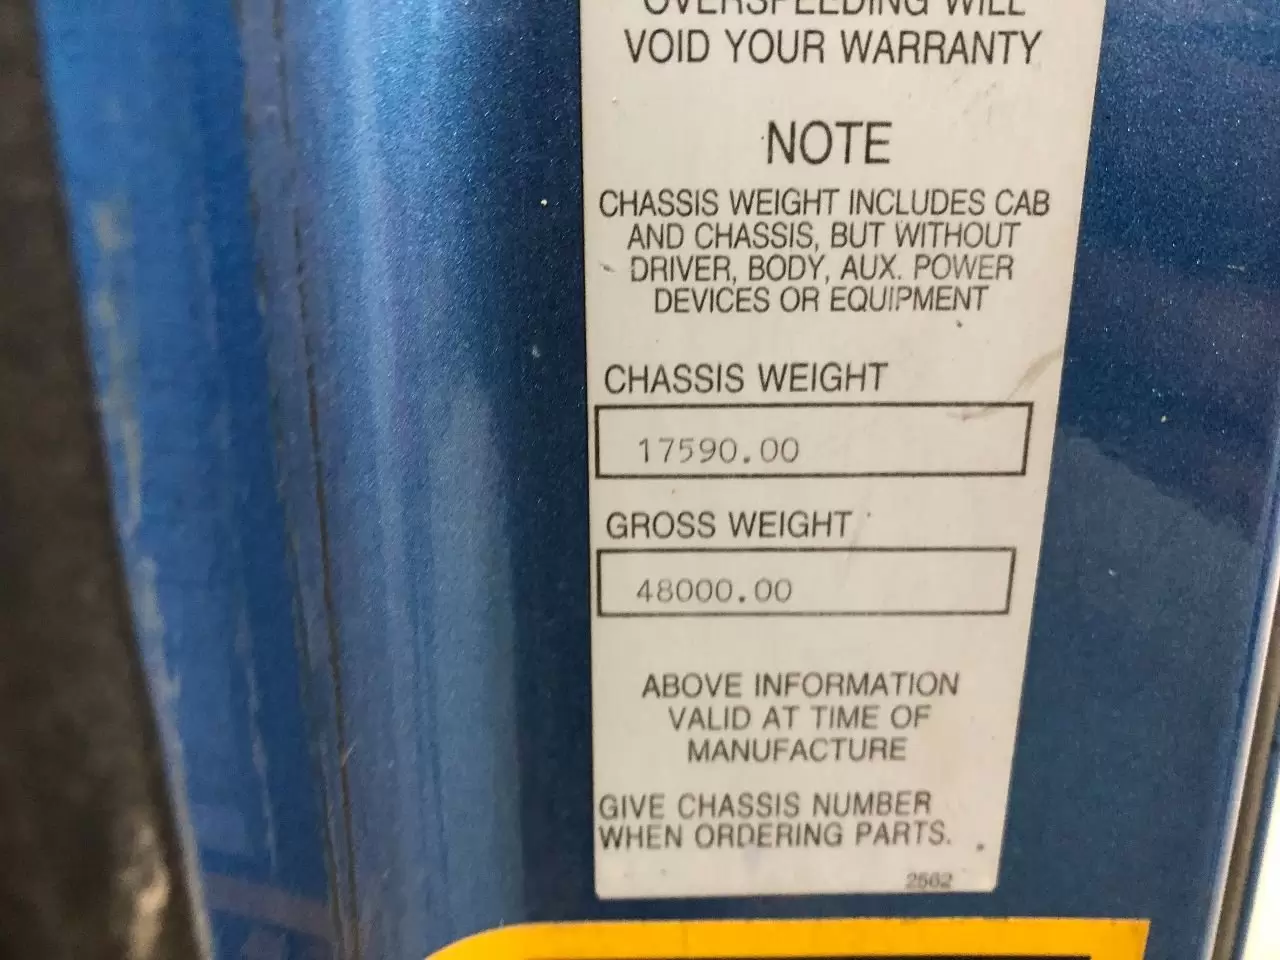 OVERSPEEDING WILL
VOID YOUR WARRANTY
NOTE
CHASSIS WEIGHT INCLUDES CAB
AND CHASSIS, BUT WITHOUT
DRIVER, BODY, AUX. POWER
DEVICES OR EQUIPMENT
CHASSIS WEIGHT
17590.00
GROSS WEIGHT
48000.00
ABOVE INFORMATION
VALID AT TIME OF
MANUFACTURE
GIVE CHASSIS NUMBER
WHEN ORDERING PARTS.
2562